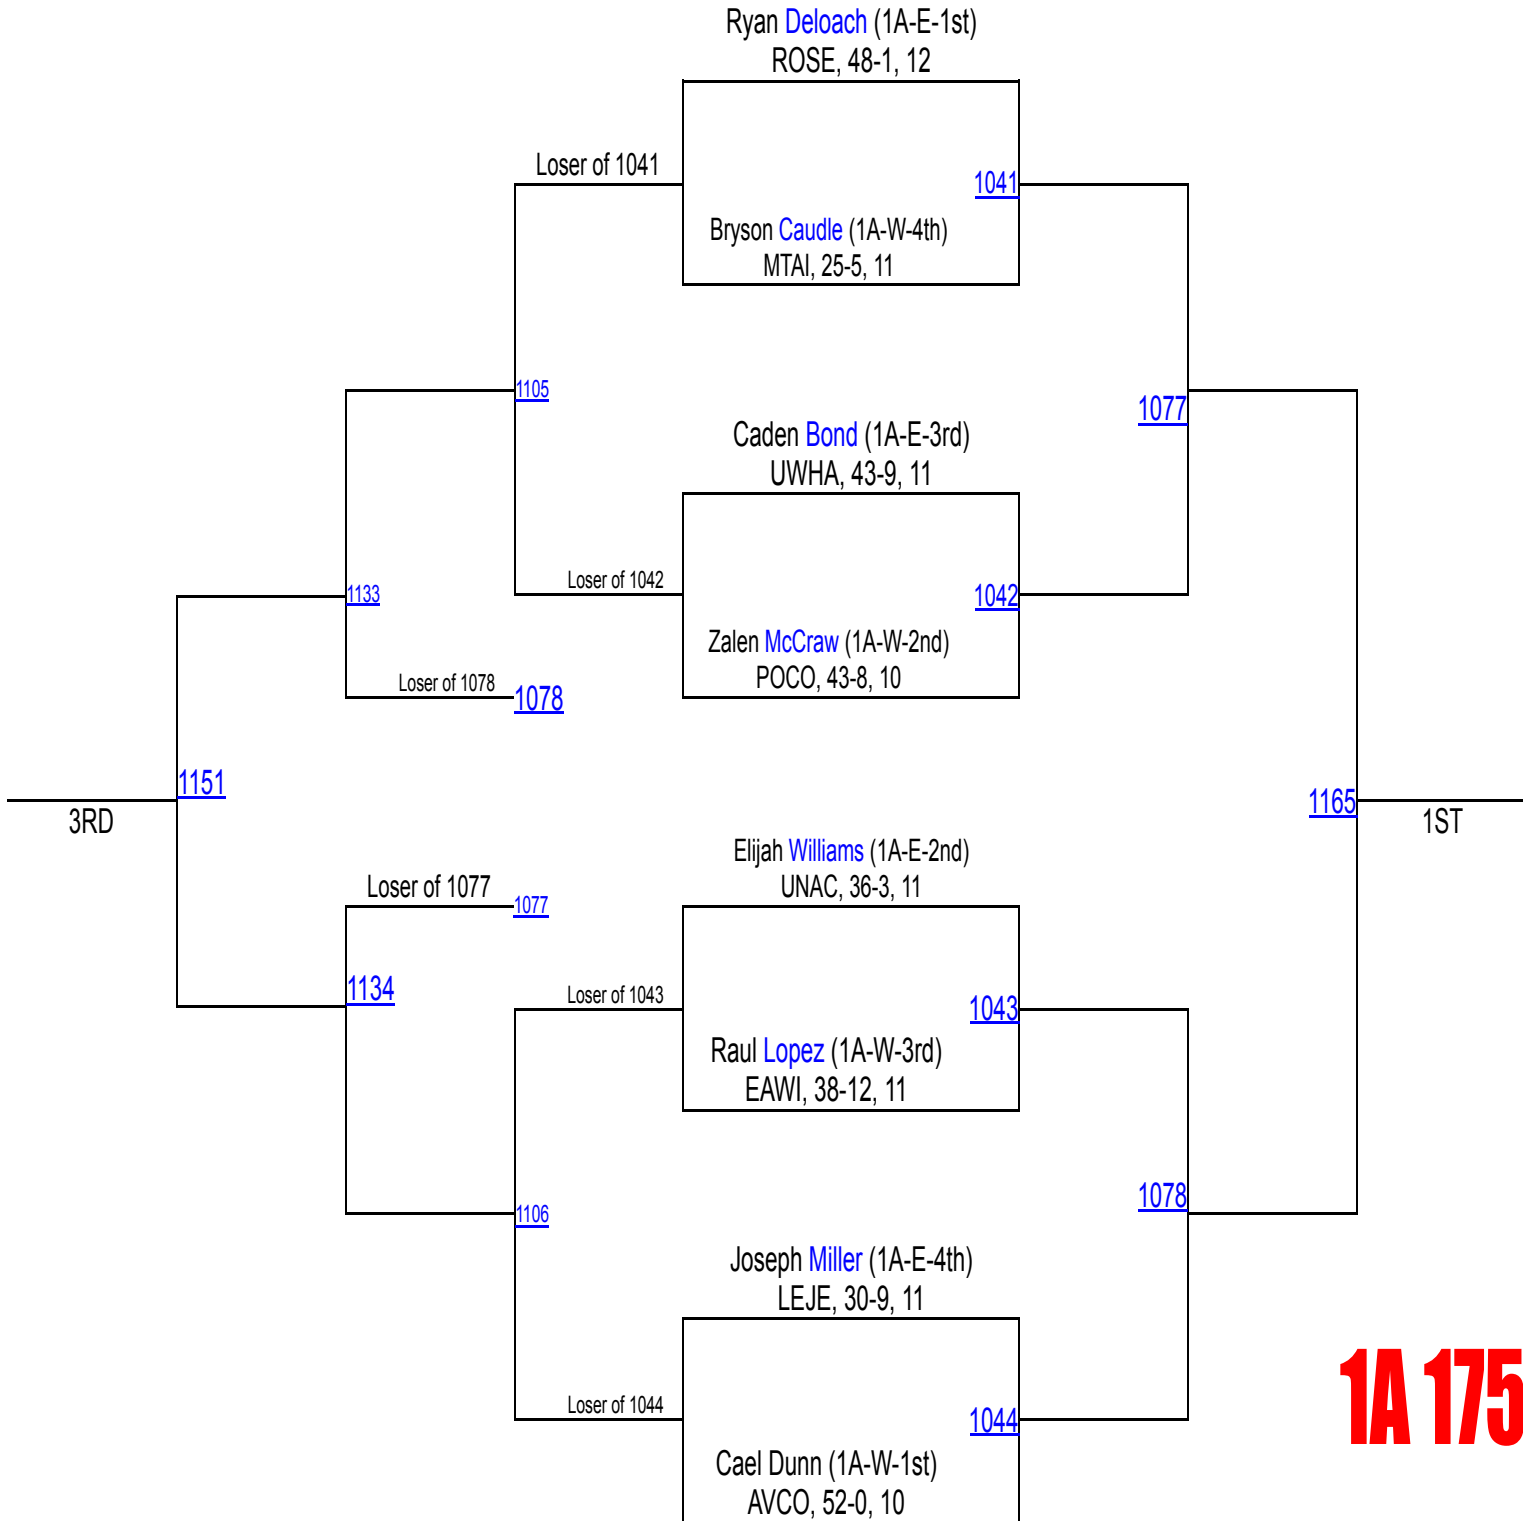 Ryan Deloach (1A-E-1st)
ROSE, 48-1, 12
Loser of 1041
1041
Bryson Caudle (1A-W-4th)
MTAI, 25-5, 11
1105
1077
Caden Bond (1A-E-3rd)
UWHA, 43-9, 11
Loser of 1042
1042
1133
Zalen McCraw (1A-W-2nd)
POCO, 43-8, 10
Loser of 1078
1078
1151
3RD
1165
1ST
Elijah Williams (1A-E-2nd)
UNAC, 36-3, 11
Loser of 1077
1077
1134
Loser of 1043
1043
Raul Lopez (1A-W-3rd)
EAWI, 38-12, 11
1106
1078
Joseph Miller (1A-E-4th)
LEJE, 30-9, 11
Loser of 1044
1044
Cael Dunn (1A-W-1st)
AVCO, 52-0, 10
1A 175